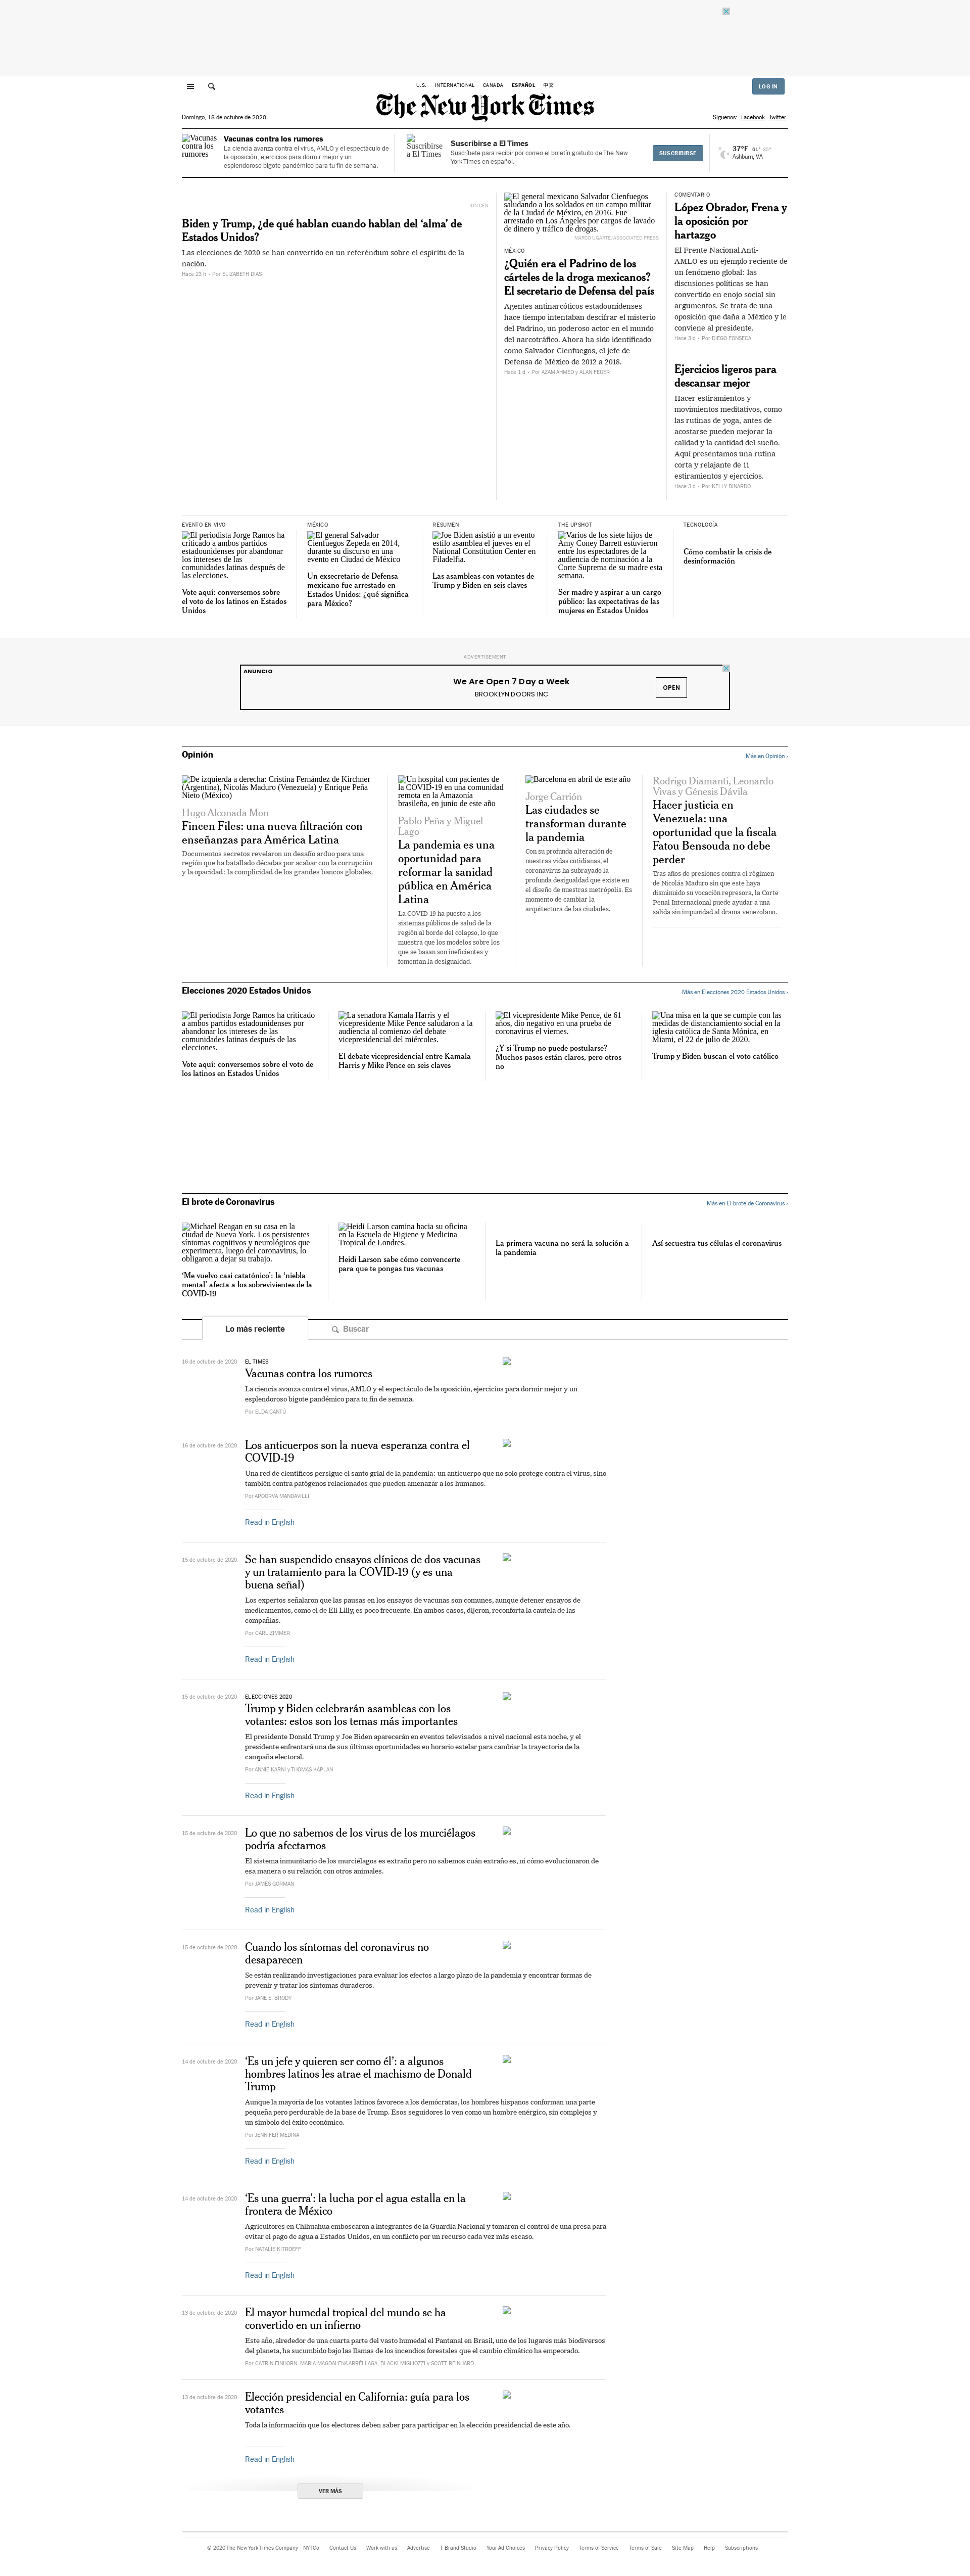 U.S. INTERNATIONAL CANADA ESPAÑOL 中文
LOG IN
The New York Times
Domingo, 18 de octubre de 2020
Síguenos: Facebook Twitter
Vacunas contra los rumores
Vacunas contra los rumores
La ciencia avanza contra el virus, AMLO y el espectáculo de
la oposición, ejercicios para dormir mejor y un
esplendoroso bigote pandémico para tu fin de semana.
Suscribirse a El Times
Suscribirse a El Times
Suscríbete para recibir por correo el boletín gratuito de The New
York Times en español.
SUSCRIBIRSE
37°F 61° 35°
Ashburn, VA
JUN CEN
Biden y Trump, ¿de qué hablan cuando hablan del ‘alma’ de
Estados Unidos?
Las elecciones de 2020 se han convertido en un referéndum sobre el espíritu de la
nación.
Hace 23 h - Por ELIZABETH DIAS
El general mexicano Salvador Cienfuegos
saludando a los soldados en un campo militar
de la Ciudad de México, en 2016. Fue
arrestado en Los Ángeles por cargos de lavado
de dinero y tráfico de drogas.
MARCO UGARTE/ASSOCIATED PRESS
MÉXICO
¿Quién era el Padrino de los
cárteles de la droga mexicanos?
El secretario de Defensa del país
Agentes antinarcóticos estadounidenses
hace tiempo intentaban descifrar el misterio
del Padrino, un poderoso actor en el mundo
del narcotráfico. Ahora ha sido identificado
como Salvador Cienfuegos, el jefe de
Defensa de México de 2012 a 2018.
Hace 1 d - Por AZAM AHMED y ALAN FEUER
COMENTARIO
López Obrador, Frena y
la oposición por
hartazgo
El Frente Nacional Anti-
AMLO es un ejemplo reciente de
un fenómeno global: las
discusiones políticas se han
convertido en enojo social sin
argumentos. Se trata de una
oposición que daña a México y le
conviene al presidente.
Hace 3 d - Por DIEGO FONSECA
Ejercicios ligeros para
descansar mejor
Hacer estiramientos y
movimientos meditativos, como
las rutinas de yoga, antes de
acostarse pueden mejorar la
calidad y la cantidad del sueño.
Aquí presentamos una rutina
corta y relajante de 11
estiramientos y ejercicios.
Hace 3 d - Por KELLY DINARDO
EVENTO EN VIVO
El periodista Jorge Ramos ha
criticado a ambos partidos
estadounidenses por abandonar
los intereses de las
comunidades latinas después de
las elecciones.
Vote aquí: conversemos sobre
el voto de los latinos en Estados
Unidos
MÉXICO
El general Salvador
Cienfuegos Zepeda en 2014,
durante su discurso en una
evento en Ciudad de México
Un exsecretario de Defensa
mexicano fue arrestado en
Estados Unidos: ¿qué significa
para México?
RESUMEN
Joe Biden asistió a un evento
estilo asamblea el jueves en el
National Constitution Center en
Filadelfia.
Las asambleas con votantes de
Trump y Biden en seis claves
THE UPSHOT
Varios de los siete hijos de
Amy Coney Barrett estuvieron
entre los espectadores de la
audiencia de nominación a la
Corte Suprema de su madre esta
semana.
Ser madre y aspirar a un cargo
público: las expectativas de las
mujeres en Estados Unidos
TECNOLOGÍA
Cómo combatir la crisis de
desinformación
ADVERTISEMENT
ANUNCIO
We Are Open 7 Day a Week
BROOKLYN DOORS INC
OPEN
Opinión
Más en Opinión ›
De izquierda a derecha: Cristina Fernández de Kirchner
(Argentina), Nicolás Maduro (Venezuela) y Enrique Peña
Nieto (México)
Hugo Alconada Mon
Fincen Files: una nueva filtración con
enseñanzas para América Latina
Documentos secretos revelaron un desafío arduo para una
región que ha batallado décadas por acabar con la corrupción
y la opacidad: la complicidad de los grandes bancos globales.
Un hospital con pacientes de
la COVID-19 en una comunidad
remota en la Amazonía
brasileña, en junio de este año
Pablo Peña y Miguel
Lago
La pandemia es una
oportunidad para
reformar la sanidad
pública en América
Latina
La COVID-19 ha puesto a los
sistemas públicos de salud de la
región al borde del colapso, lo que
muestra que los modelos sobre los
que se basan son ineficientes y
fomentan la desigualdad.
Barcelona en abril de este año
Jorge Carrión
Las ciudades se
transforman durante
la pandemia
Con su profunda alteración de
nuestras vidas cotidianas, el
coronavirus ha subrayado la
profunda desigualdad que existe en
el diseño de nuestras metrópolis. Es
momento de cambiar la
arquitectura de las ciudades.
Rodrigo Diamanti, Leonardo
Vivas y Génesis Dávila
Hacer justicia en
Venezuela: una
oportunidad que la fiscala
Fatou Bensouda no debe
perder
Tras años de presiones contra el régimen
de Nicolás Maduro sin que este haya
disminuido su vocación represora, la Corte
Penal Internacional puede ayudar a una
salida sin impunidad al drama venezolano.
Elecciones 2020 Estados Unidos
Más en Elecciones 2020 Estados Unidos ›
El periodista Jorge Ramos ha criticado
a ambos partidos estadounidenses por
abandonar los intereses de las
comunidades latinas después de las
elecciones.
Vote aquí: conversemos sobre el voto de
los latinos en Estados Unidos
La senadora Kamala Harris y el
vicepresidente Mike Pence saludaron a la
audiencia al comienzo del debate
vicepresidencial del miércoles.
El debate vicepresidencial entre Kamala
Harris y Mike Pence en seis claves
El vicepresidente Mike Pence, de 61
años, dio negativo en una prueba de
coronavirus el viernes.
¿Y si Trump no puede postularse?
Muchos pasos están claros, pero otros
no
Una misa en la que se cumple con las
medidas de distanciamiento social en la
iglesia católica de Santa Mónica, en
Miami, el 22 de julio de 2020.
Trump y Biden buscan el voto católico
El brote de Coronavirus
Más en El brote de Coronavirus ›
Michael Reagan en su casa en la
ciudad de Nueva York. Los persistentes
síntomas cognitivos y neurológicos que
experimenta, luego del coronavirus, lo
obligaron a dejar su trabajo.
‘Me vuelvo casi catatónico’: la ‘niebla
mental’ afecta a los sobrevivientes de la
COVID-19
Heidi Larson camina hacia su oficina
en la Escuela de Higiene y Medicina
Tropical de Londres.
Heidi Larson sabe cómo convencerte
para que te pongas tus vacunas
La primera vacuna no será la solución a
la pandemia
Así secuestra tus células el coronavirus
Lo más reciente
Buscar
16 de octubre de 2020
EL TIMES
Vacunas contra los rumores
La ciencia avanza contra el virus, AMLO y el espectáculo de la oposición, ejercicios para dormir mejor y un
esplendoroso bigote pandémico para tu fin de semana.
Por ELDA CANTÚ
16 de octubre de 2020
Los anticuerpos son la nueva esperanza contra el
COVID-19
Una red de científicos persigue el santo grial de la pandemia: un anticuerpo que no solo protege contra el virus, sino
también contra patógenos relacionados que pueden amenazar a los humanos.
Por APOORVA MANDAVILLI
Read in English
15 de octubre de 2020
Se han suspendido ensayos clínicos de dos vacunas
y un tratamiento para la COVID-19 (y es una
buena señal)
Los expertos señalaron que las pausas en los ensayos de vacunas son comunes, aunque detener ensayos de
medicamentos, como el de Eli Lilly, es poco frecuente. En ambos casos, dijeron, reconforta la cautela de las
compañías.
Por CARL ZIMMER
Read in English
15 de octubre de 2020
ELECCIONES 2020
Trump y Biden celebrarán asambleas con los
votantes: estos son los temas más importantes
El presidente Donald Trump y Joe Biden aparecerán en eventos televisados a nivel nacional esta noche, y el
presidente enfrentará una de sus últimas oportunidades en horario estelar para cambiar la trayectoria de la
campaña electoral.
Por ANNIE KARNI y THOMAS KAPLAN
Read in English
15 de octubre de 2020
Lo que no sabemos de los virus de los murciélagos
podría afectarnos
El sistema inmunitario de los murciélagos es extraño pero no sabemos cuán extraño es, ni cómo evolucionaron de
esa manera o su relación con otros animales.
Por JAMES GORMAN
Read in English
15 de octubre de 2020
Cuando los síntomas del coronavirus no
desaparecen
Se están realizando investigaciones para evaluar los efectos a largo plazo de la pandemia y encontrar formas de
prevenir y tratar los síntomas duraderos.
Por JANE E. BRODY
Read in English
14 de octubre de 2020
‘Es un jefe y quieren ser como él’: a algunos
hombres latinos les atrae el machismo de Donald
Trump
Aunque la mayoría de los votantes latinos favorece a los demócratas, los hombres hispanos conforman una parte
pequeña pero perdurable de la base de Trump. Esos seguidores lo ven como un hombre enérgico, sin complejos y
un símbolo del éxito económico.
Por JENNIFER MEDINA
Read in English
14 de octubre de 2020
‘Es una guerra’: la lucha por el agua estalla en la
frontera de México
Agricultores en Chihuahua emboscaron a integrantes de la Guardia Nacional y tomaron el control de una presa para
evitar el pago de agua a Estados Unidos, en un conflicto por un recurso cada vez más escaso.
Por NATALIE KITROEFF
Read in English
13 de octubre de 2020
El mayor humedal tropical del mundo se ha
convertido en un infierno
Este año, alrededor de una cuarta parte del vasto humedal el Pantanal en Brasil, uno de los lugares más biodiversos
del planeta, ha sucumbido bajo las llamas de los incendios forestales que el cambio climático ha empeorado.
Por CATRIN EINHORN, MARIA MAGDALENA ARRÉLLAGA, BLACKI MIGLIOZZI y SCOTT REINHARD
13 de octubre de 2020
Elección presidencial en California: guía para los
votantes
Toda la información que los electores deben saber para participar en la elección presidencial de este año.
Read in English
VER MÁS
© 2020 The New York Times Company NYTCo Contact Us Work with us Advertise T Brand Studio Your Ad Choices Privacy Policy Terms of Service Terms of Sale Site Map Help Subscriptions